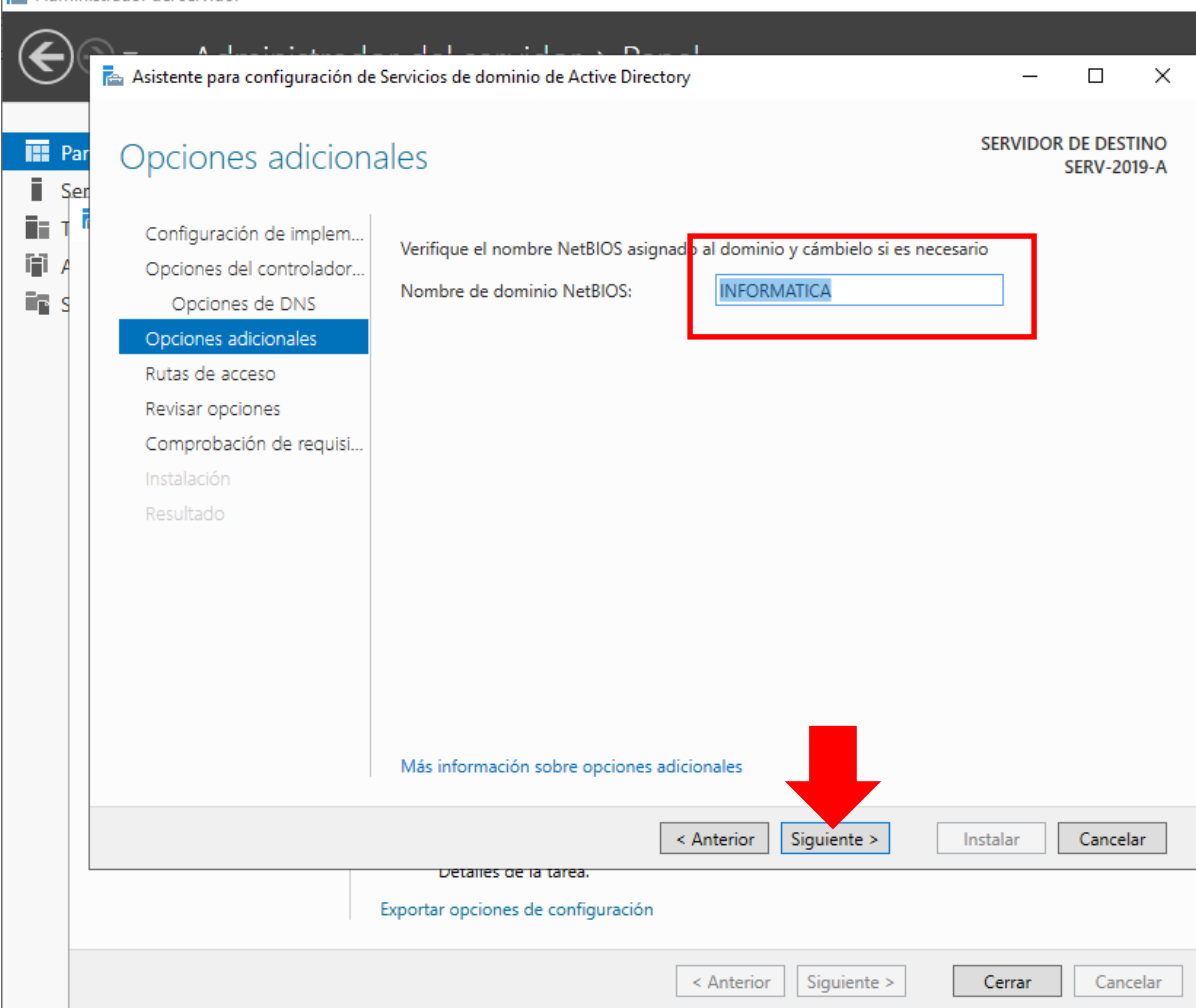 Asistente para configuración de Servicios de dominio de Active Directory
Opciones adicionales
SERVIDOR DE DESTINO
SERV-2019-A
Configuración de implem...
Opciones del controlador...
Opciones de DNS
Opciones adicionales
Rutas de acceso
Revisar opciones
Comprobación de requisi...
Instalación
Resultado
Verifique el nombre NetBIOS asignado al dominio y cámbielo si es necesario
Nombre de dominio NetBIOS: INFORMATICA
Más información sobre opciones adicionales
< Anterior Siguiente > Instalar Cancelar
Detalles de la tarea.
Exportar opciones de configuración
< Anterior Siguiente > Cerrar Cancelar